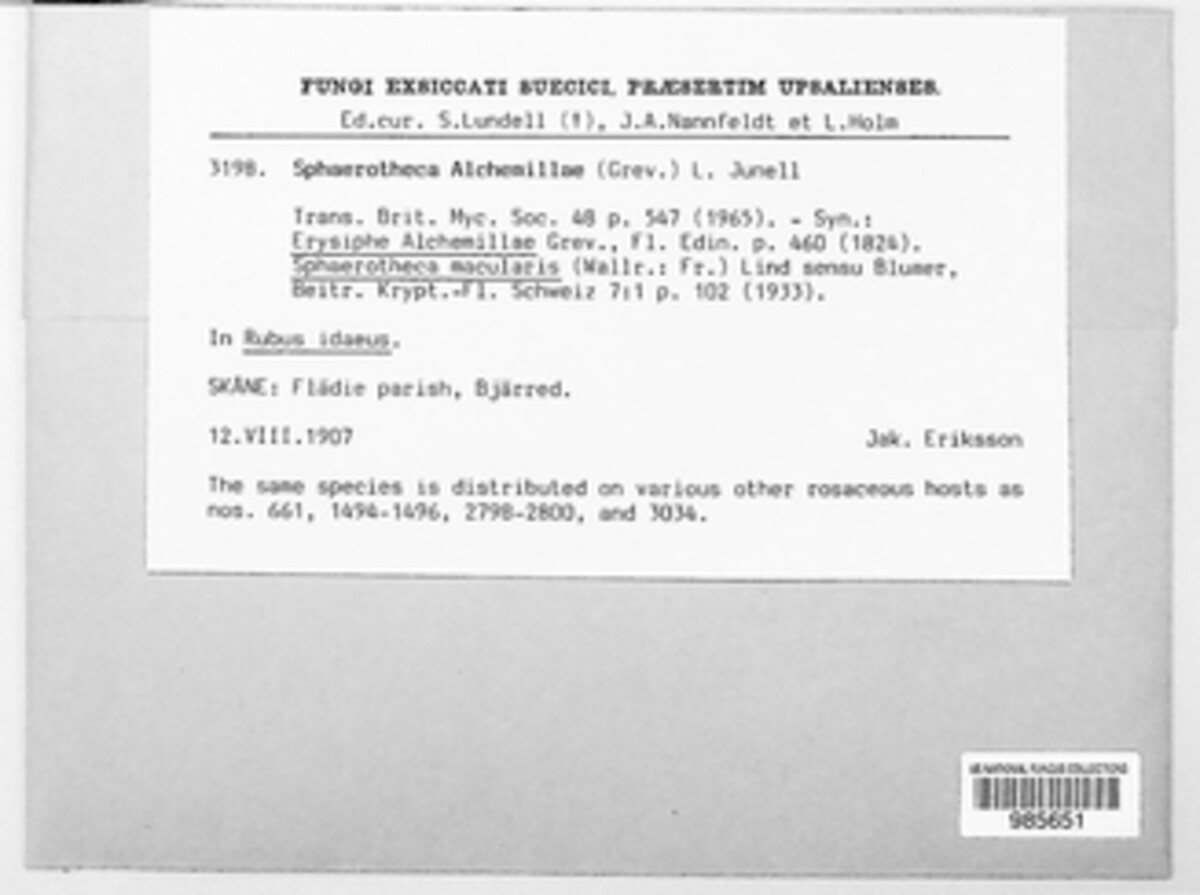 FUNGI EXSICCATI SUECICI, PRÆSERTIM UPSALIENSES.
Ed.cur. S.Lundell (†), J.A.Nannfeldt et L.Holm
3198. Sphaerotheca Alchemillae (Grev.) L. Junell
Trans. Brit. Myc. Soc. 48 p. 547 (1965). - Syn.:
Erysiphe Alchemillae Grev., Fl. Edin. p. 460 (1824).
Sphaerotheca macularis (Wallr.: Fr.) Lind sensu Blumer,
Beitr. Krypt.-Fl. Schweiz 7:1 p. 102 (1933).
In Rubus idaeus.
SKÅNE: Flädie parish, Bjärred.
12.VIII.1907 Jak. Eriksson
The same species is distributed on various other rosaceous hosts as
nos. 661, 1494-1496, 2798-2800, and 3034.
US NATIONAL FUNGUS COLLECTIONS
985651